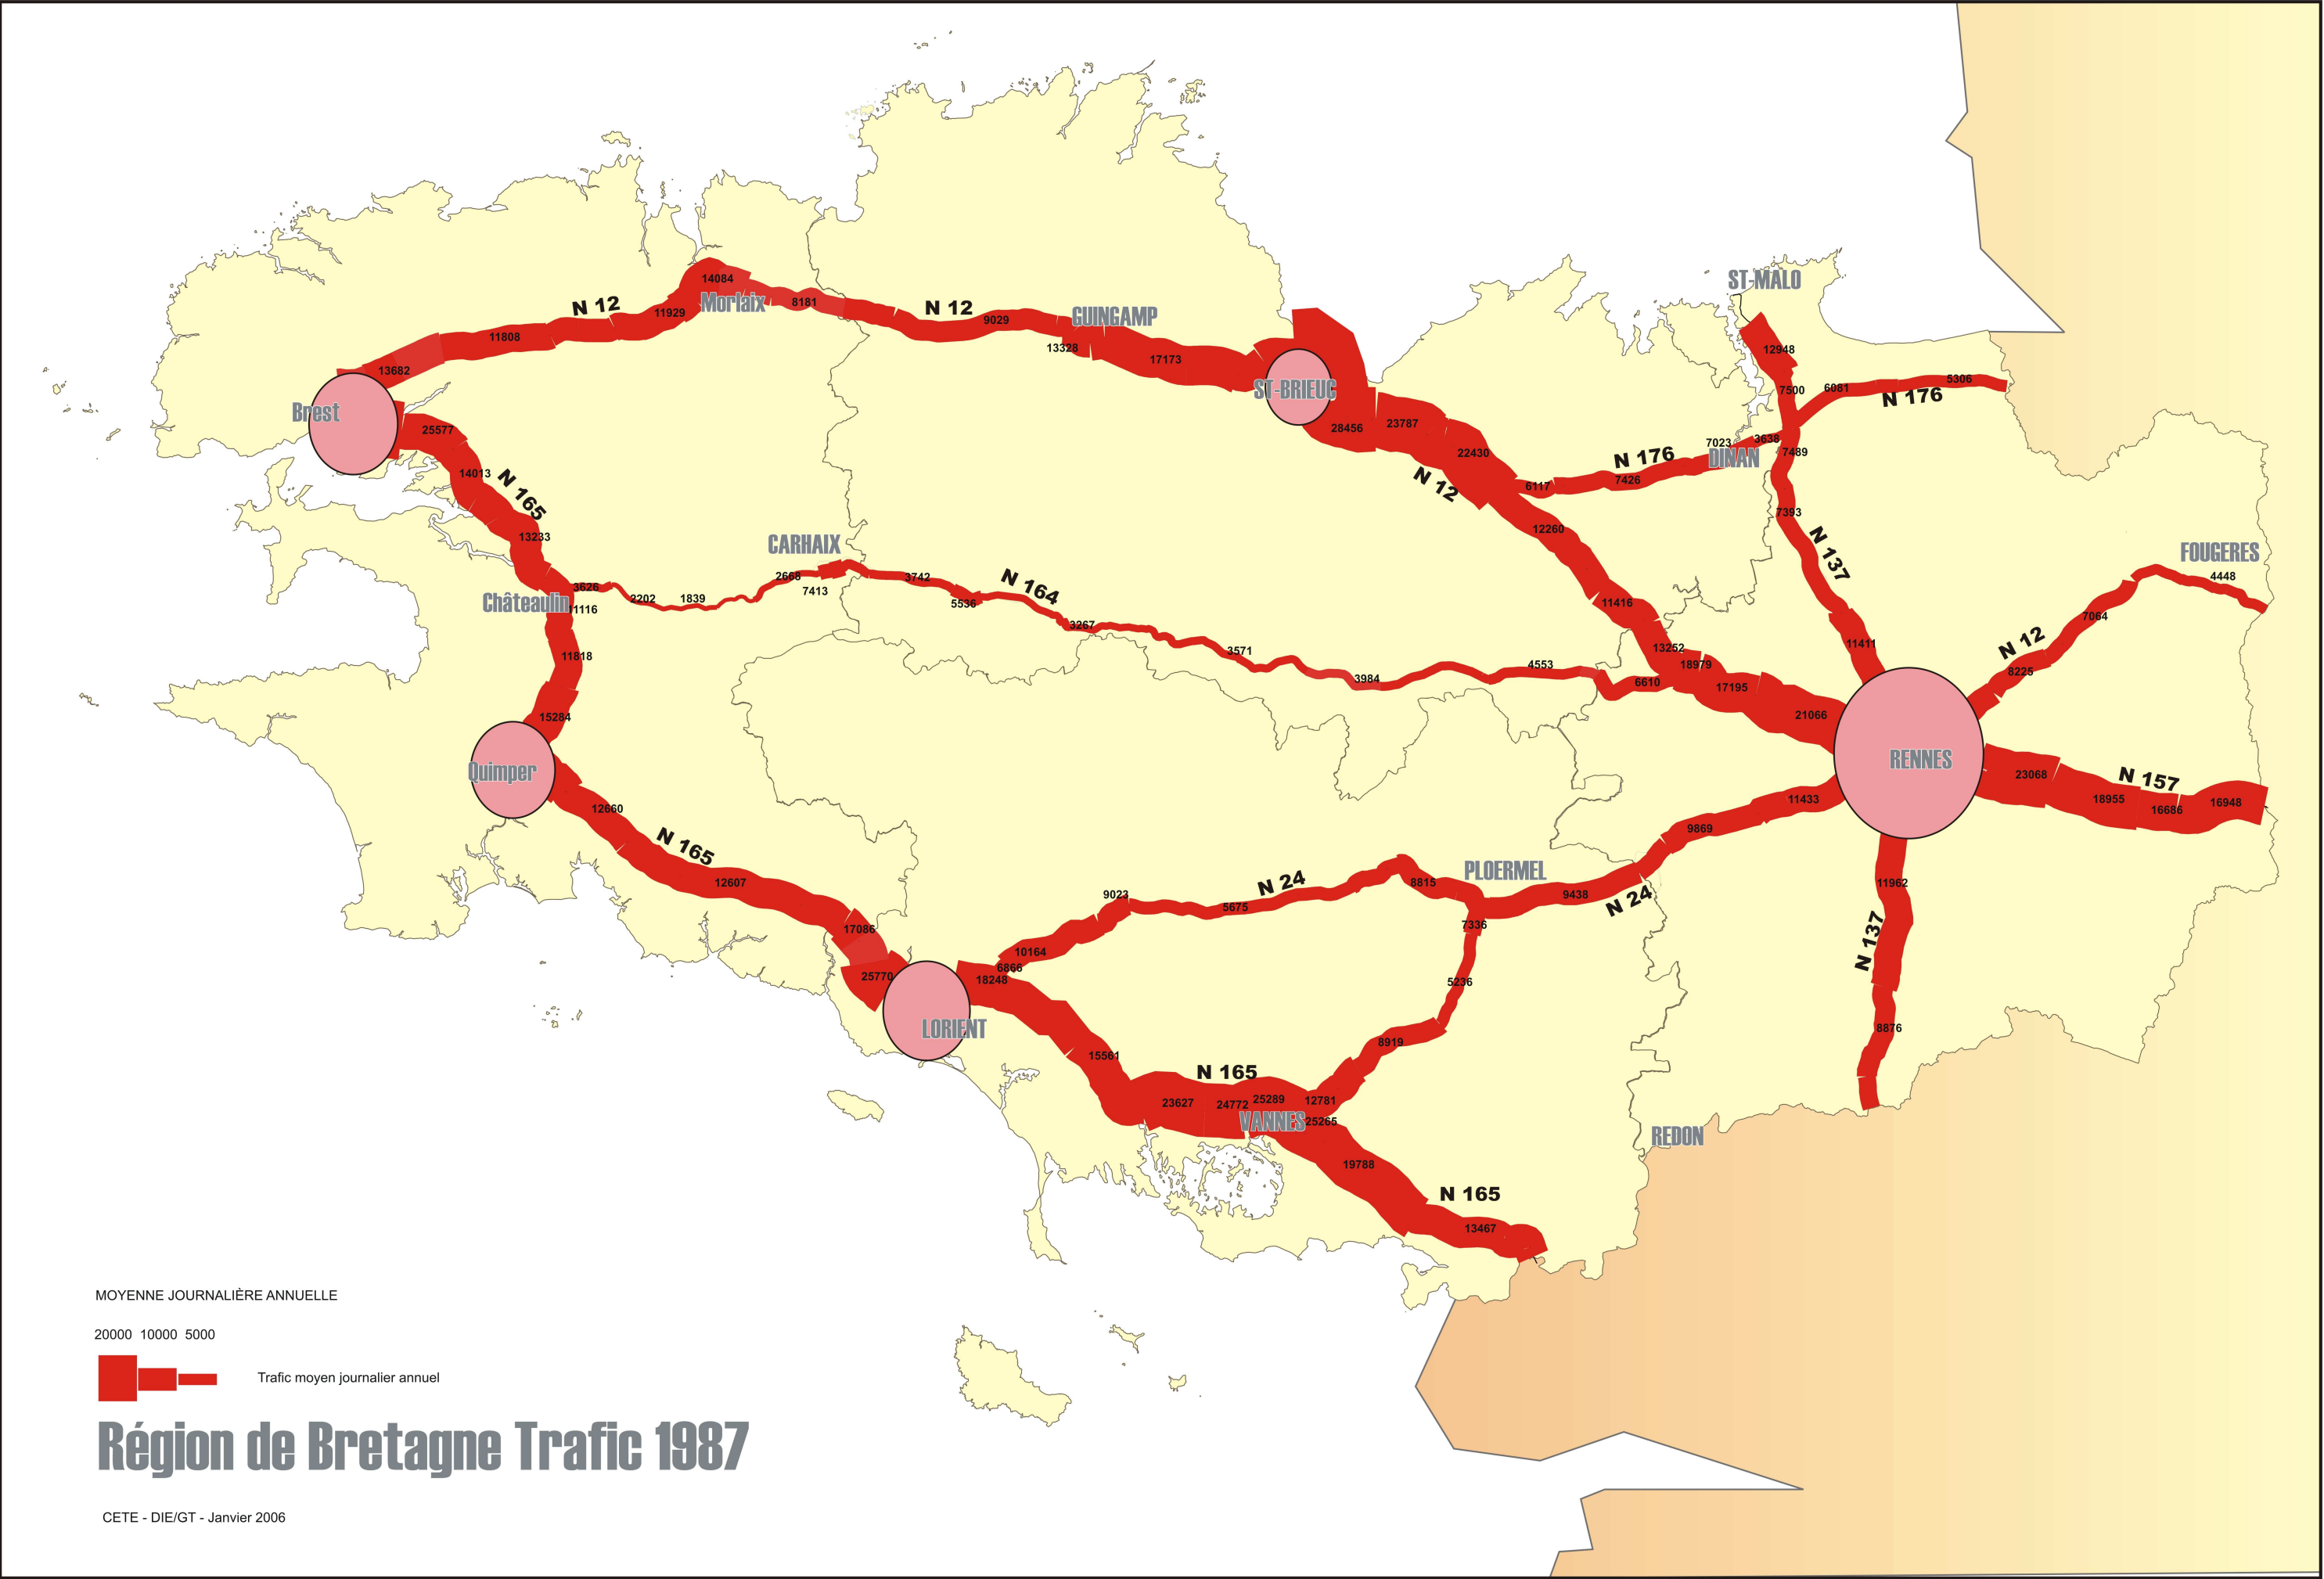 ST-MALO
14084
Morlaix
8181
N 12
N 12
11929
GUINGAMP
9029
11808
13328
17173
12948
13682
ST-BRIEUC
7500
6081
5306
N 176
Brest
25577
28456
23787
22430
7023
3638
DINAN
7489
N 176
7426
14013
N 165
N 12
6117
7393
13233
12260
N 137
CARHAIX
FOUGERES
2668
3742
N 164
4448
3626
2202
1839
7413
5536
Châteaulin
11116
11416
7064
3267
N 12
11411
11818
3571
13252
18979
4553
8225
3984
6610
17195
15284
21066
Quimper
RENNES
23068
N 157
18955
16686
16948
12660
11433
N 165
9869
12607
PLOERMEL
8815
N 24
9023
5675
9438
N 24
11962
17086
7336
N 137
10164
6866
25770
18248
5236
LORIENT
8876
15561
8919
N 165
23627
24772
25289
12781
VANNES
25265
REDON
19788
N 165
13467
MOYENNE JOURNALIÈRE ANNUELLE
20000 10000 5000
Trafic moyen journalier annuel
Région de Bretagne Trafic 1987
CETE - DIE/GT - Janvier 2006